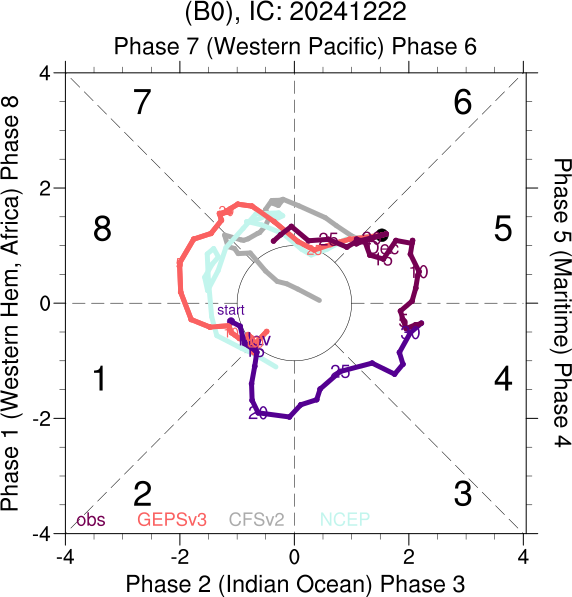 (B0), IC: 20241222
Phase 7 (Western Pacific) Phase 6
Phase 1 (Western Hem, Africa) Phase 8
Phase 5 (Maritime) Phase 4
4
2
0
-2
-4
7
6
8
5
1
4
2
3
25
Dec
15
10
5
30
start
Nov
15
25
20
25
obs GEPSv3 CFSv2 NCEP
-4 -2 0 2 4
Phase 2 (Indian Ocean) Phase 3